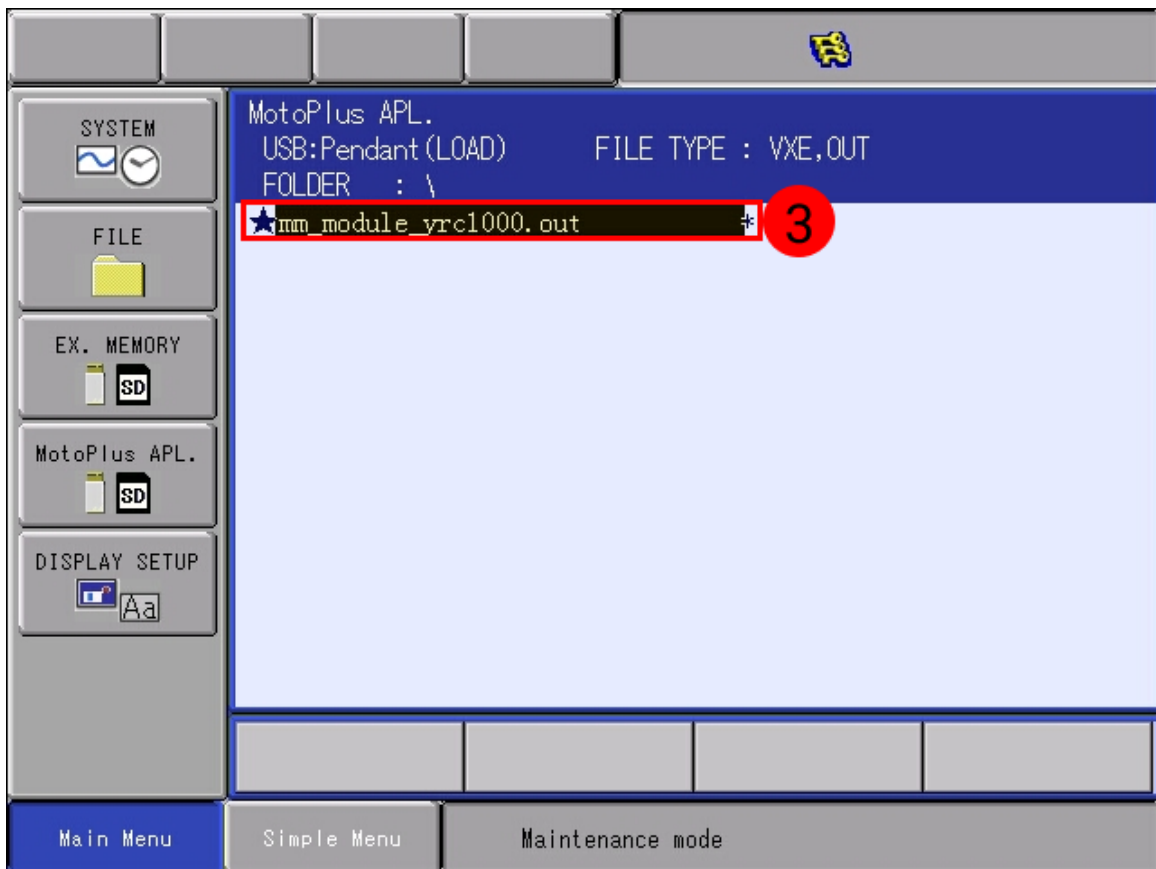 SYSTEM
FILE
EX. MEMORY
SD
MotoPlus APL.
SD
DISPLAY SETUP
Aa
MotoPlus APL.
USB:Pendant(LOAD) FILE TYPE : VXE,OUT
FOLDER : \
★mm_module_yrc1000.out *
3
Main Menu
Simple Menu
Maintenance mode